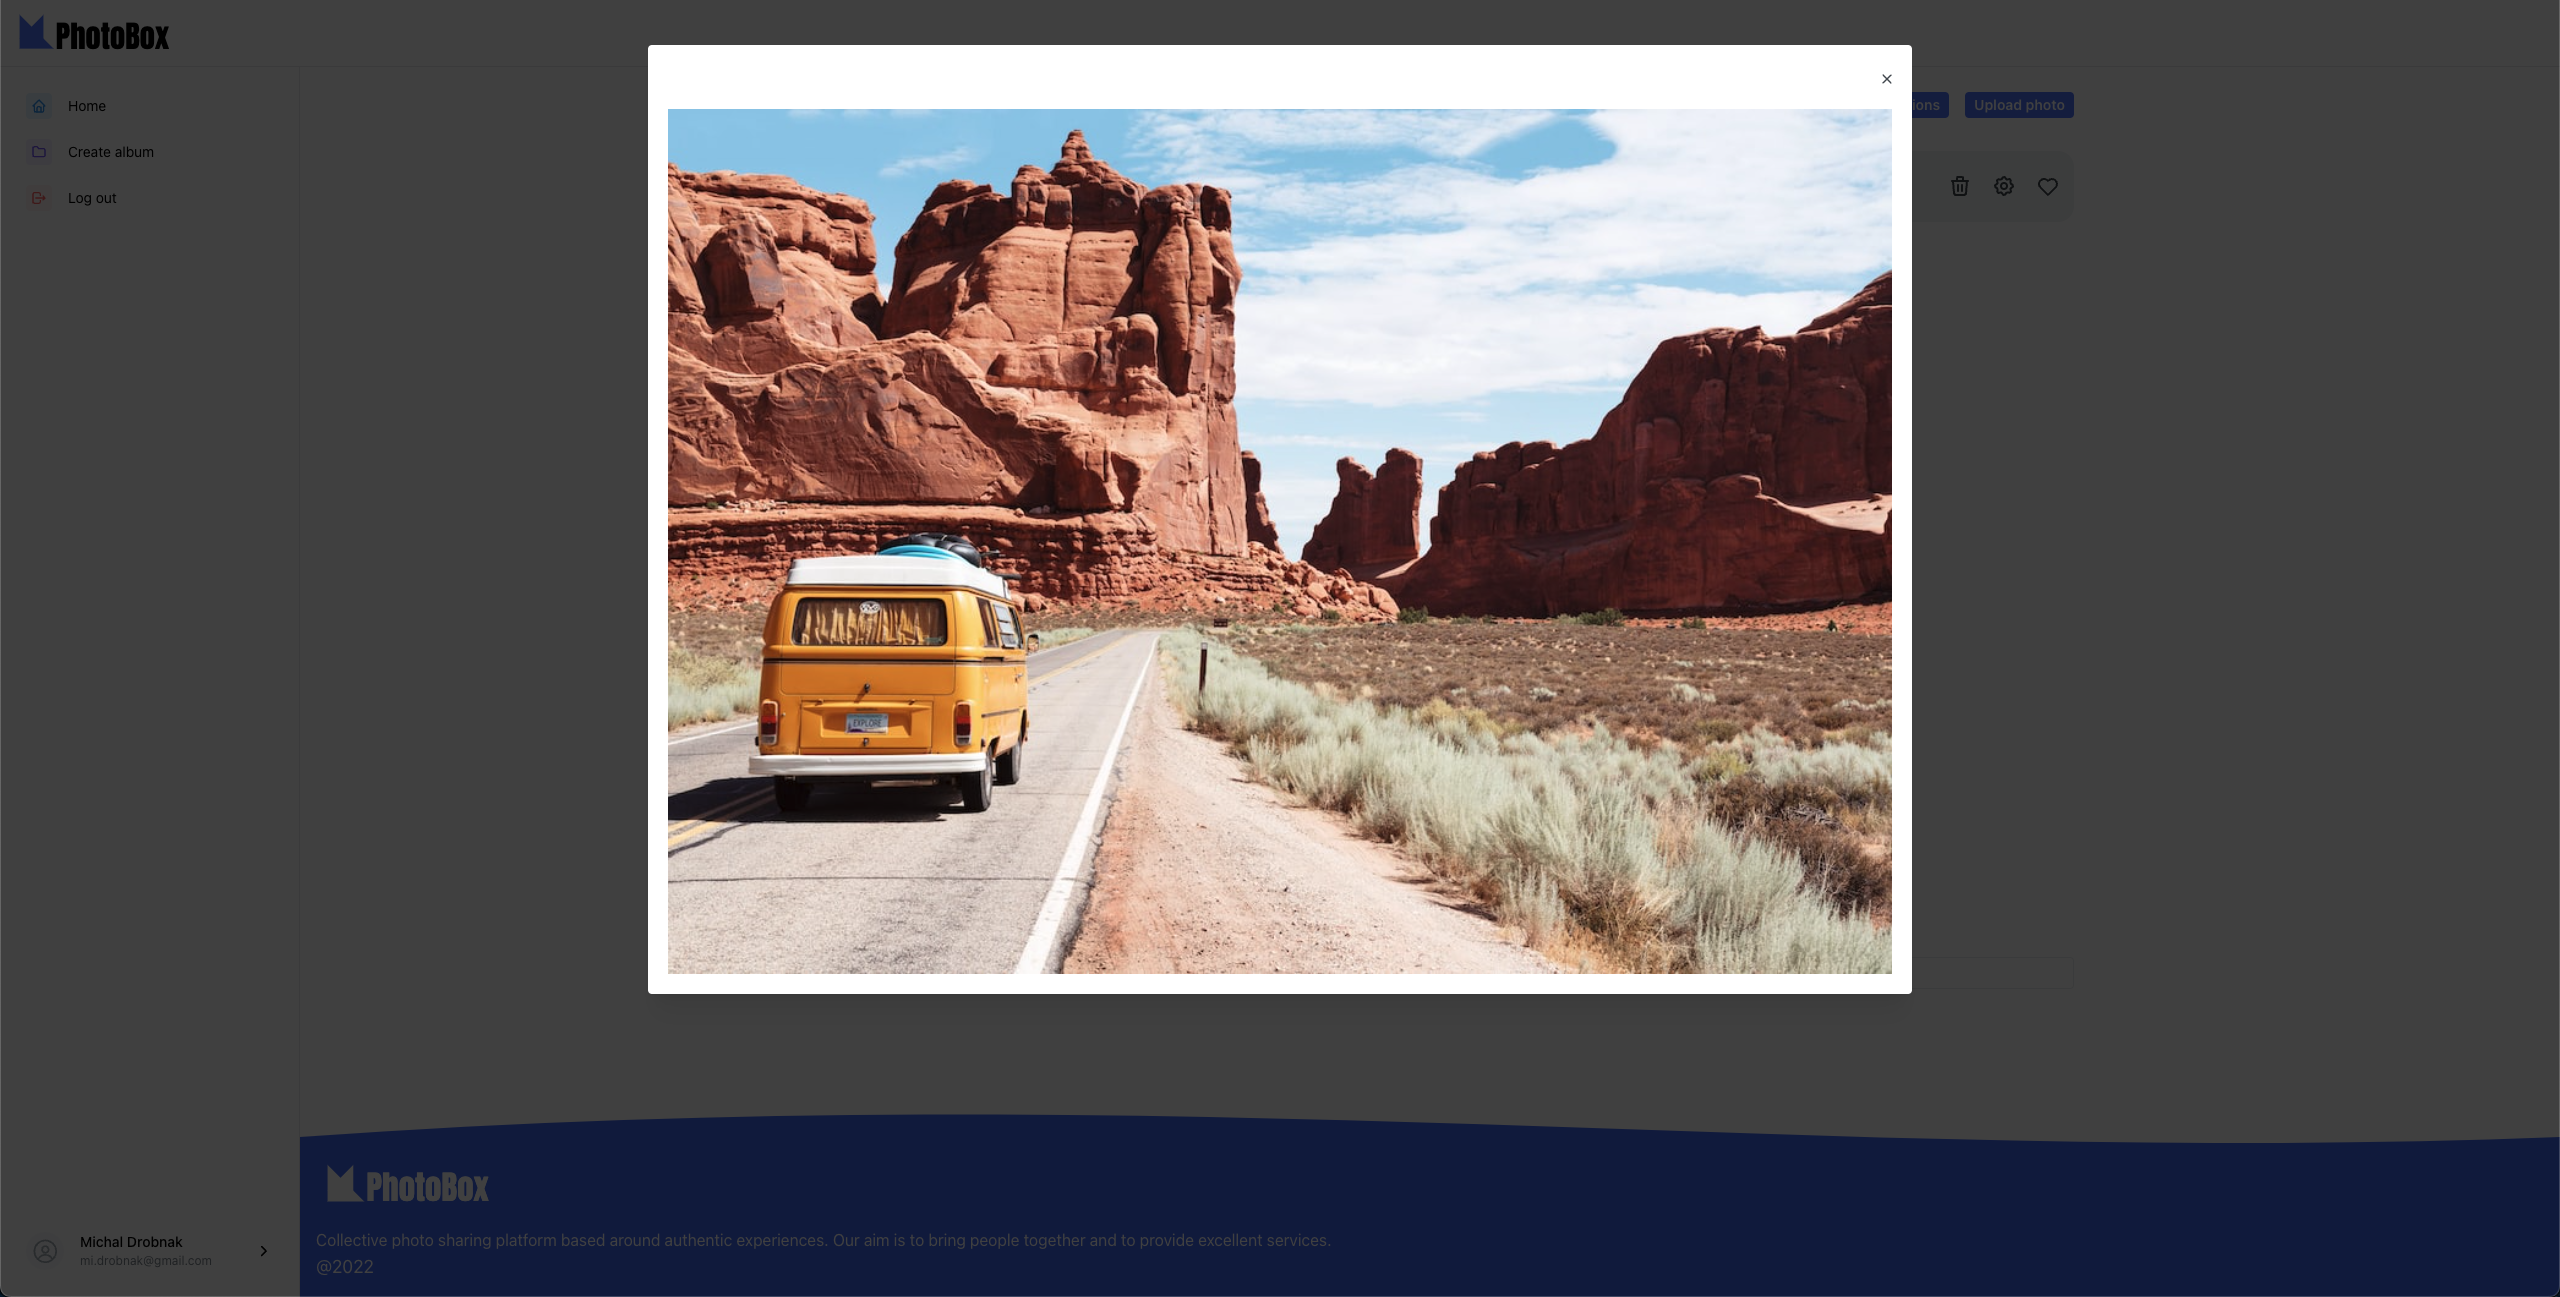 PhotoBox
Home
Create album
Log out
ions
Upload photo
EXPLORE
PhotoBox
Collective photo sharing platform based around authentic experiences. Our aim is to bring people together and to provide excellent services.
@2022
Michal Drobnak
mi.drobnak@gmail.com